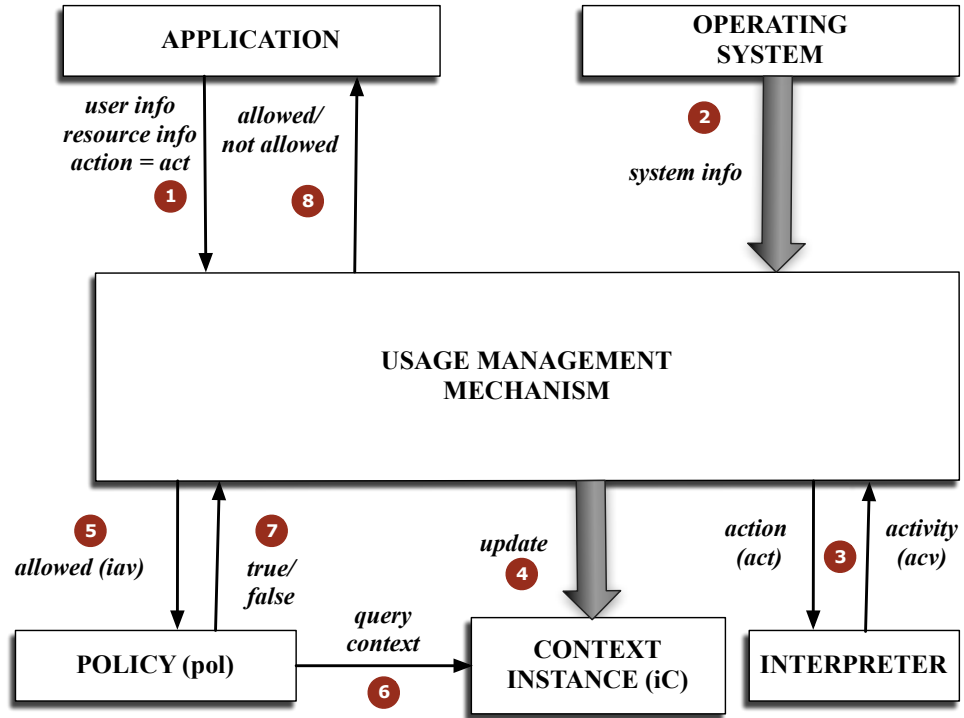 APPLICATION
OPERATING
SYSTEM
user info
resource info
action = act
1
allowed/
not allowed
8
2
system info
USAGE MANAGEMENT
MECHANISM
5
allowed (iav)
7
true/
false
update
4
action
(act)
3
activity
(acv)
query
context
6
POLICY (pol)
CONTEXT
INSTANCE (iC)
INTERPRETER